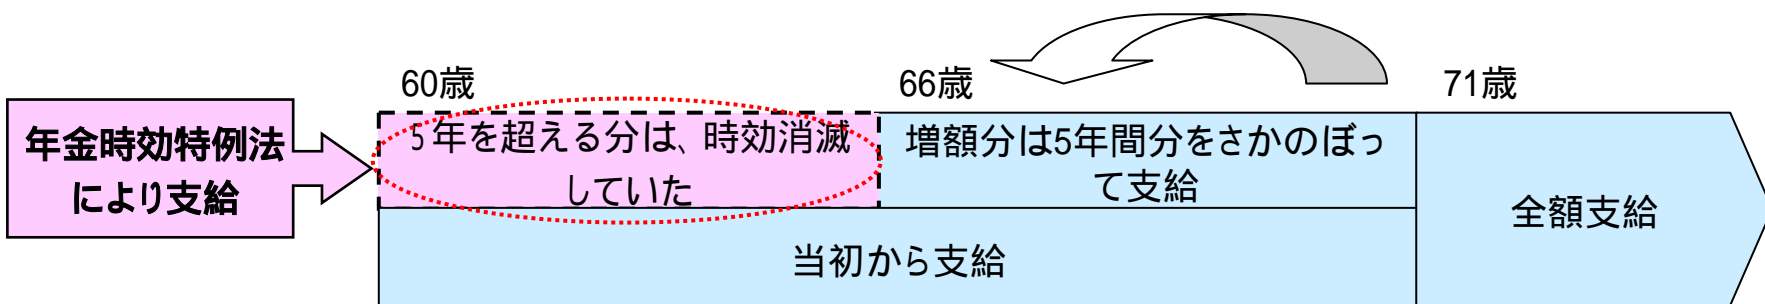 60歳
66歳
71歳
年金時効特例法
により支給
5年を超える分は、時効消滅
していた
増額分は5年間分をさかのぼっ
て支給
全額支給
当初から支給